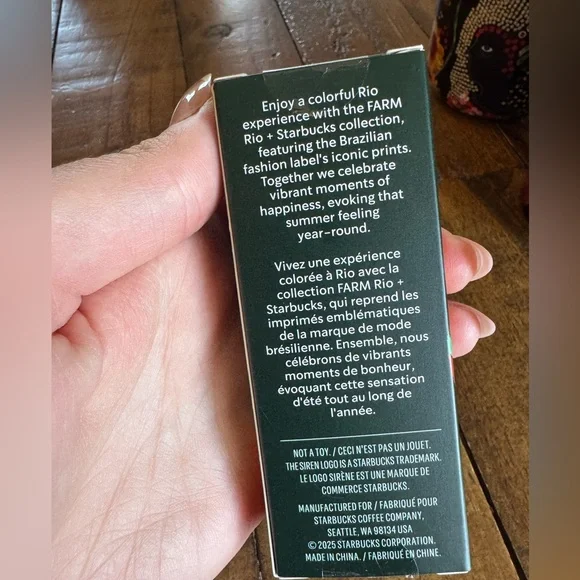 Enjoy a colorful Rio
experience with the FARM
Rio + Starbucks collection,
featuring the Brazilian
fashion label's iconic prints.
Together we celebrate
vibrant moments of
happiness, evoking that
summer feeling
year-round.
Vivez une expérience
colorée à Rio avec la
collection FARM Rio +
Starbucks, qui reprend les
imprimés emblématiques
de la marque de mode
brésilienne. Ensemble, nous
célébrons de vibrants
moments de bonheur,
évoquant cette sensation
d'été tout au long de
l'année.
NOT A TOY. / CECI N'EST PAS UN JOUET.
THE SIREN LOGO IS A STARBUCKS TRADEMARK.
LE LOGO SIRÈNE EST UNE MARQUE DE
COMMERCE STARBUCKS.
MANUFACTURED FOR / FABRIQUÉ POUR
STARBUCKS COFFEE COMPANY,
SEATTLE, WA 98134 USA
© 2025 STARBUCKS CORPORATION.
MADE IN CHINA. / FABRIQUÉ EN CHINE.